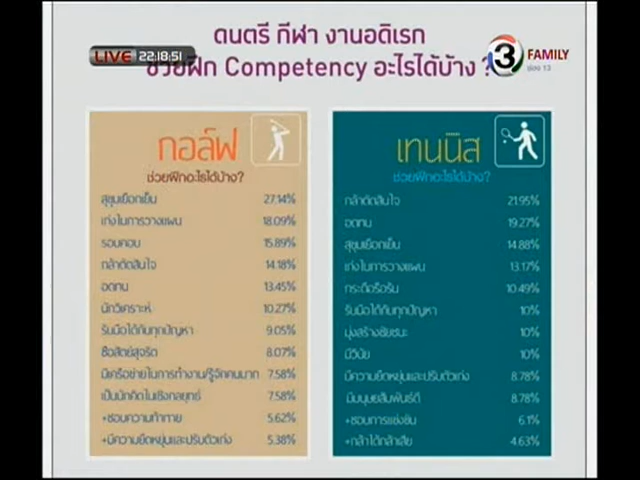 ดนตรี กีฬา งานอดิเรก
LIVE 22:18:51
ช่วยฝึก Competency อะไรได้บ้าง ?
3 FAMILY
ช่อง 13
กอล์ฟ
ช่วยฝึกอะไรได้บ้าง?
สุขุมเยือกเย็น 27.14%
เก่งในการวางแผน 18.09%
รอบคอบ 15.89%
กล้าตัดสินใจ 14.18%
อดทน 13.45%
นักวิเคราะห์ 10.27%
รับมือได้กับทุกปัญหา 9.05%
ซื่อสัตย์สุจริต 8.07%
มีเครือข่ายในการทำงาน/รู้จักคนมาก 7.58%
เป็นนักคิดในเชิงกลยุทธ์ 7.58%
+ชอบความท้าทาย 5.62%
+มีความยืดหยุ่นและปรับตัวเก่ง 5.38%
เทนนิส
ช่วยฝึกอะไรได้บ้าง?
กล้าตัดสินใจ 21.95%
อดทน 19.27%
สุขุมเยือกเย็น 14.88%
เก่งในการวางแผน 13.17%
กระตือรือร้น 10.49%
รับมือได้กับทุกปัญหา 10%
มุ่งสร้างชัยชนะ 10%
มีวินัย 10%
มีความยืดหยุ่นและปรับตัวเก่ง 8.78%
มีมนุษยสัมพันธ์ดี 8.78%
+ชอบการแข่งขัน 6.1%
+กล้าได้กล้าเสีย 4.63%